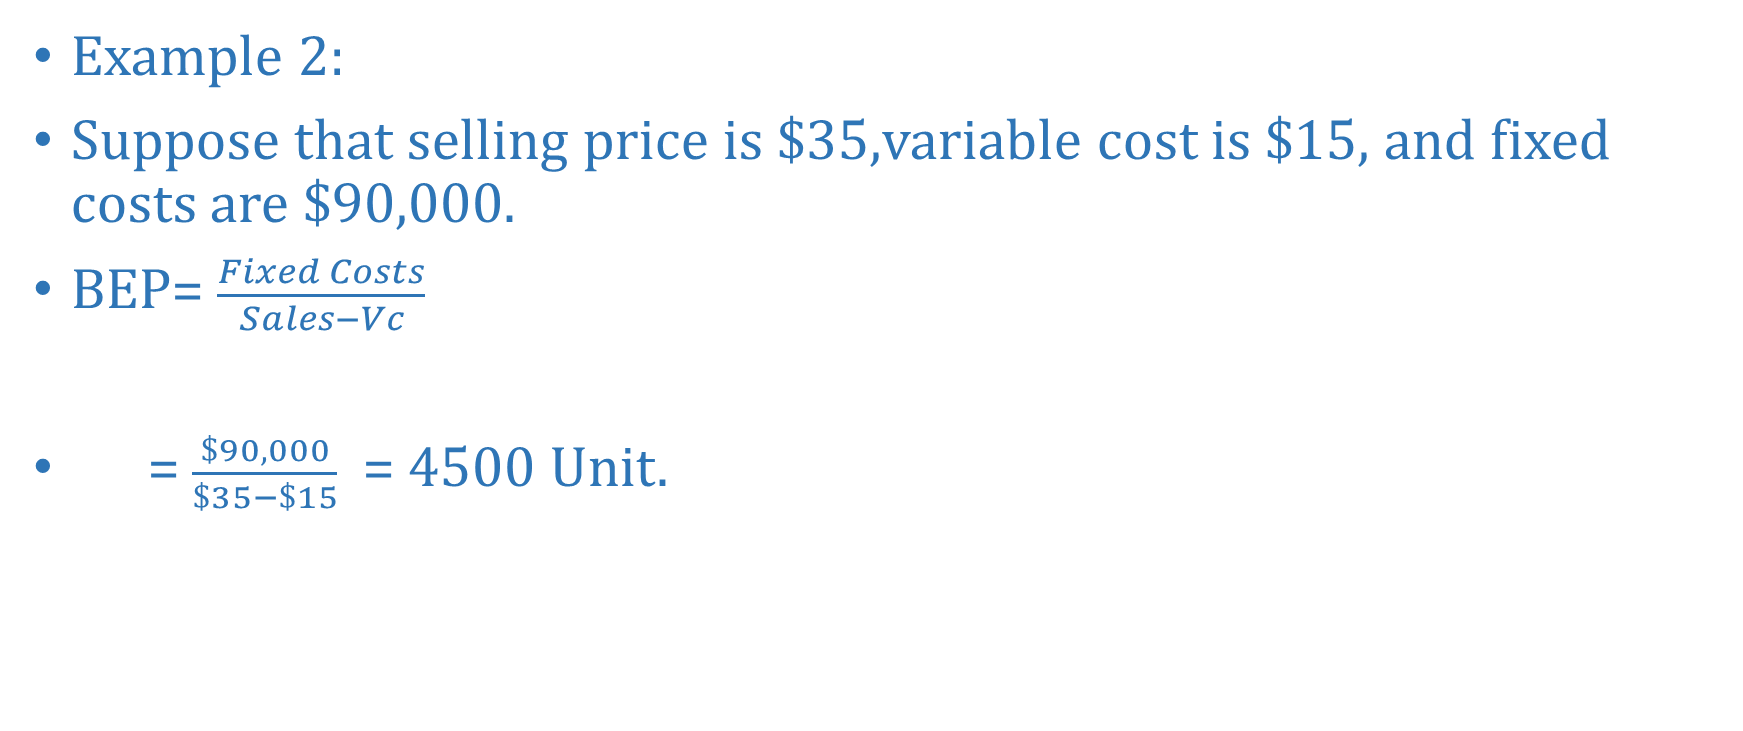 • Example 2:
• Suppose that selling price is $35,variable cost is $15, and fixed
costs are $90,000.
• BEP= Fixed Costs
Sales−Vc
• = $90,000
$35−$15
= 4500 Unit.